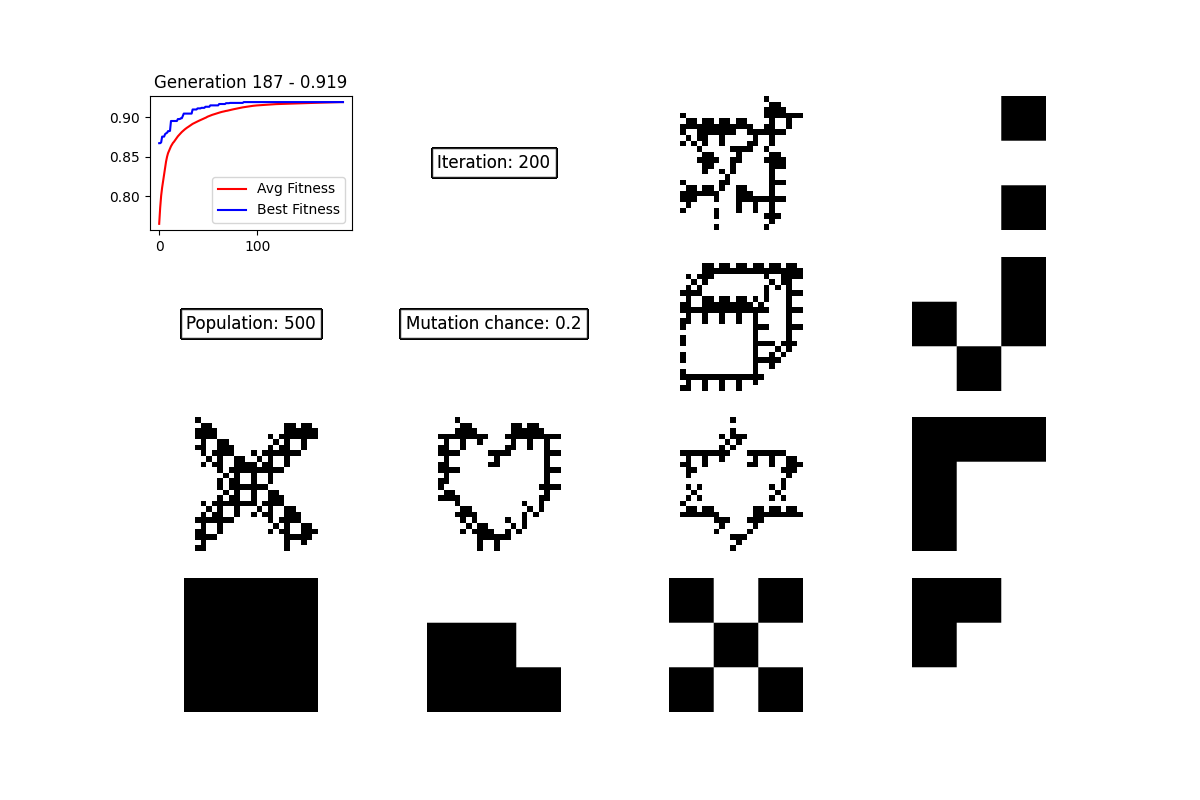 Generation 187 - 0.919
0.90
0.85
0.80
Avg Fitness
Best Fitness
0
100
Iteration: 200
Population: 500
Mutation chance: 0.2